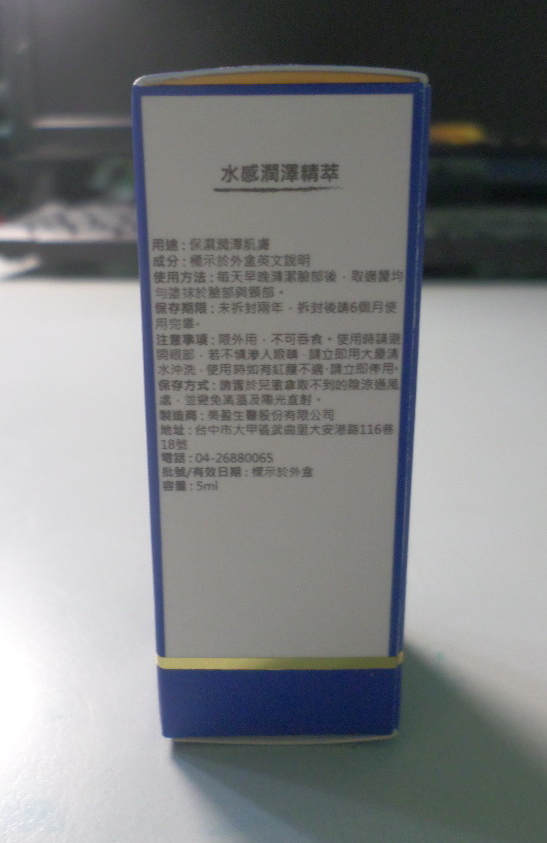 水感潤澤精萃
用途：保濕潤澤肌膚
成分：標示於外盒英文說明
使用方法：每天早晚清潔臉部後，取適量均
勻塗抹於臉部與頸部。
保存期限：未拆封兩年，拆封後請6個月使
用完畢。
注意事項：限外用，不可吞食。使用時請避
開眼部，若不慎滲入眼睛，請立即用大量清
水沖洗，使用時如有紅腫不適，請立即停用。
保存方式：請置於兒童拿取不到的陰涼通風
處，並避免高溫及陽光直射。
製造商：美盈生醫股份有限公司
地址：台中市大甲區武曲里大安港路116巷
18號
電話：04-26880065
批號/有效日期：標示於外盒
容量：5ml